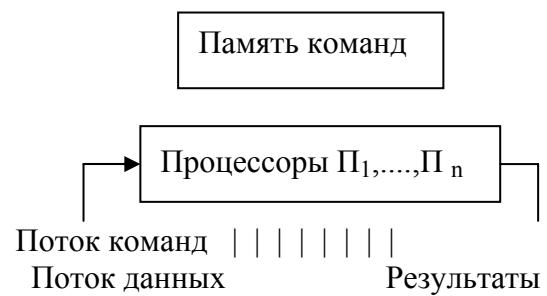 Память команд
Процессоры П₁,....,П n
Поток команд | | | | | | | |
Поток данных Результаты